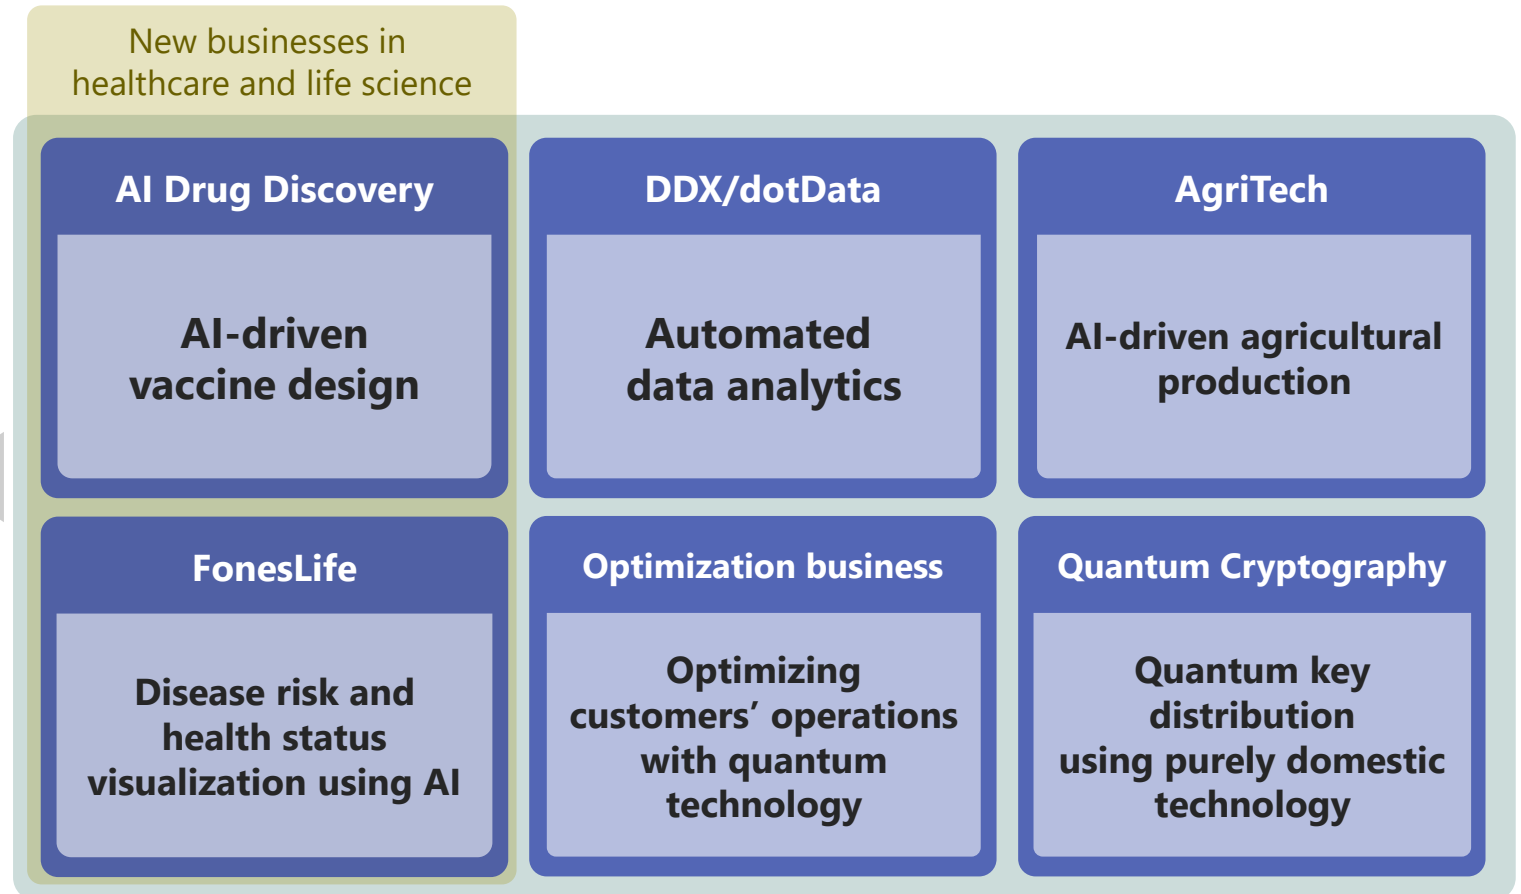 New businesses in
healthcare and life science
AI Drug Discovery
AI-driven
vaccine design
DDX/dotData
Automated
data analytics
AgriTech
AI-driven agricultural
production
FonesLife
Disease risk and
health status
visualization using AI
Optimization business
Optimizing
customers’ operations
with quantum
technology
Quantum Cryptography
Quantum key
distribution
using purely domestic
technology